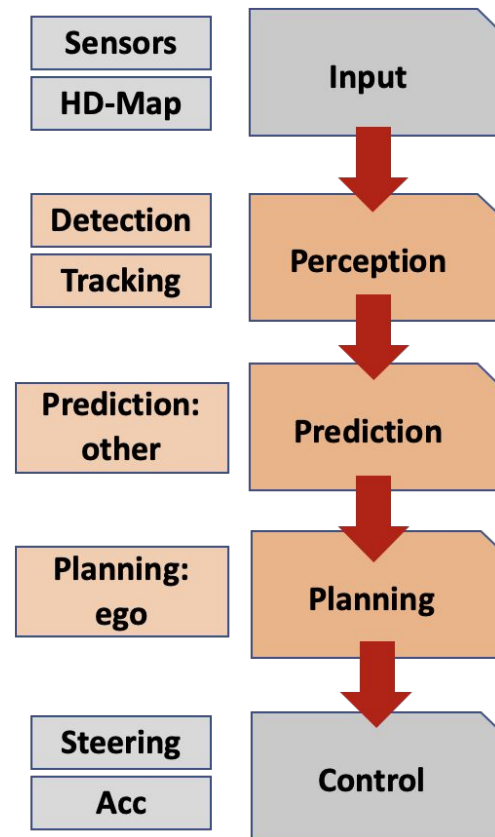 Sensors
HD-Map
Input
Detection
Tracking
Perception
Prediction:
other
Prediction
Planning:
ego
Planning
Steering
Acc
Control